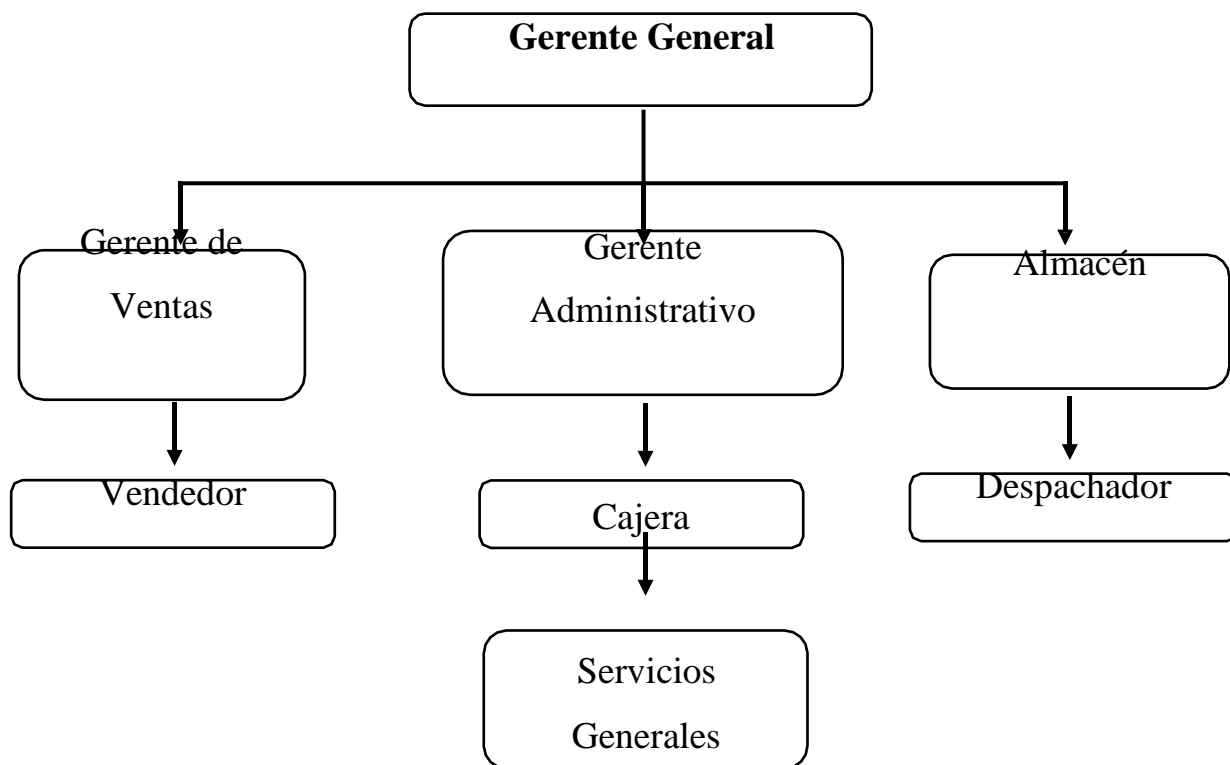 Gerente General
Gerente de
Ventas
Gerente
Administrativo
Almacén
Vendedor
Cajera
Despachador
Servicios
Generales